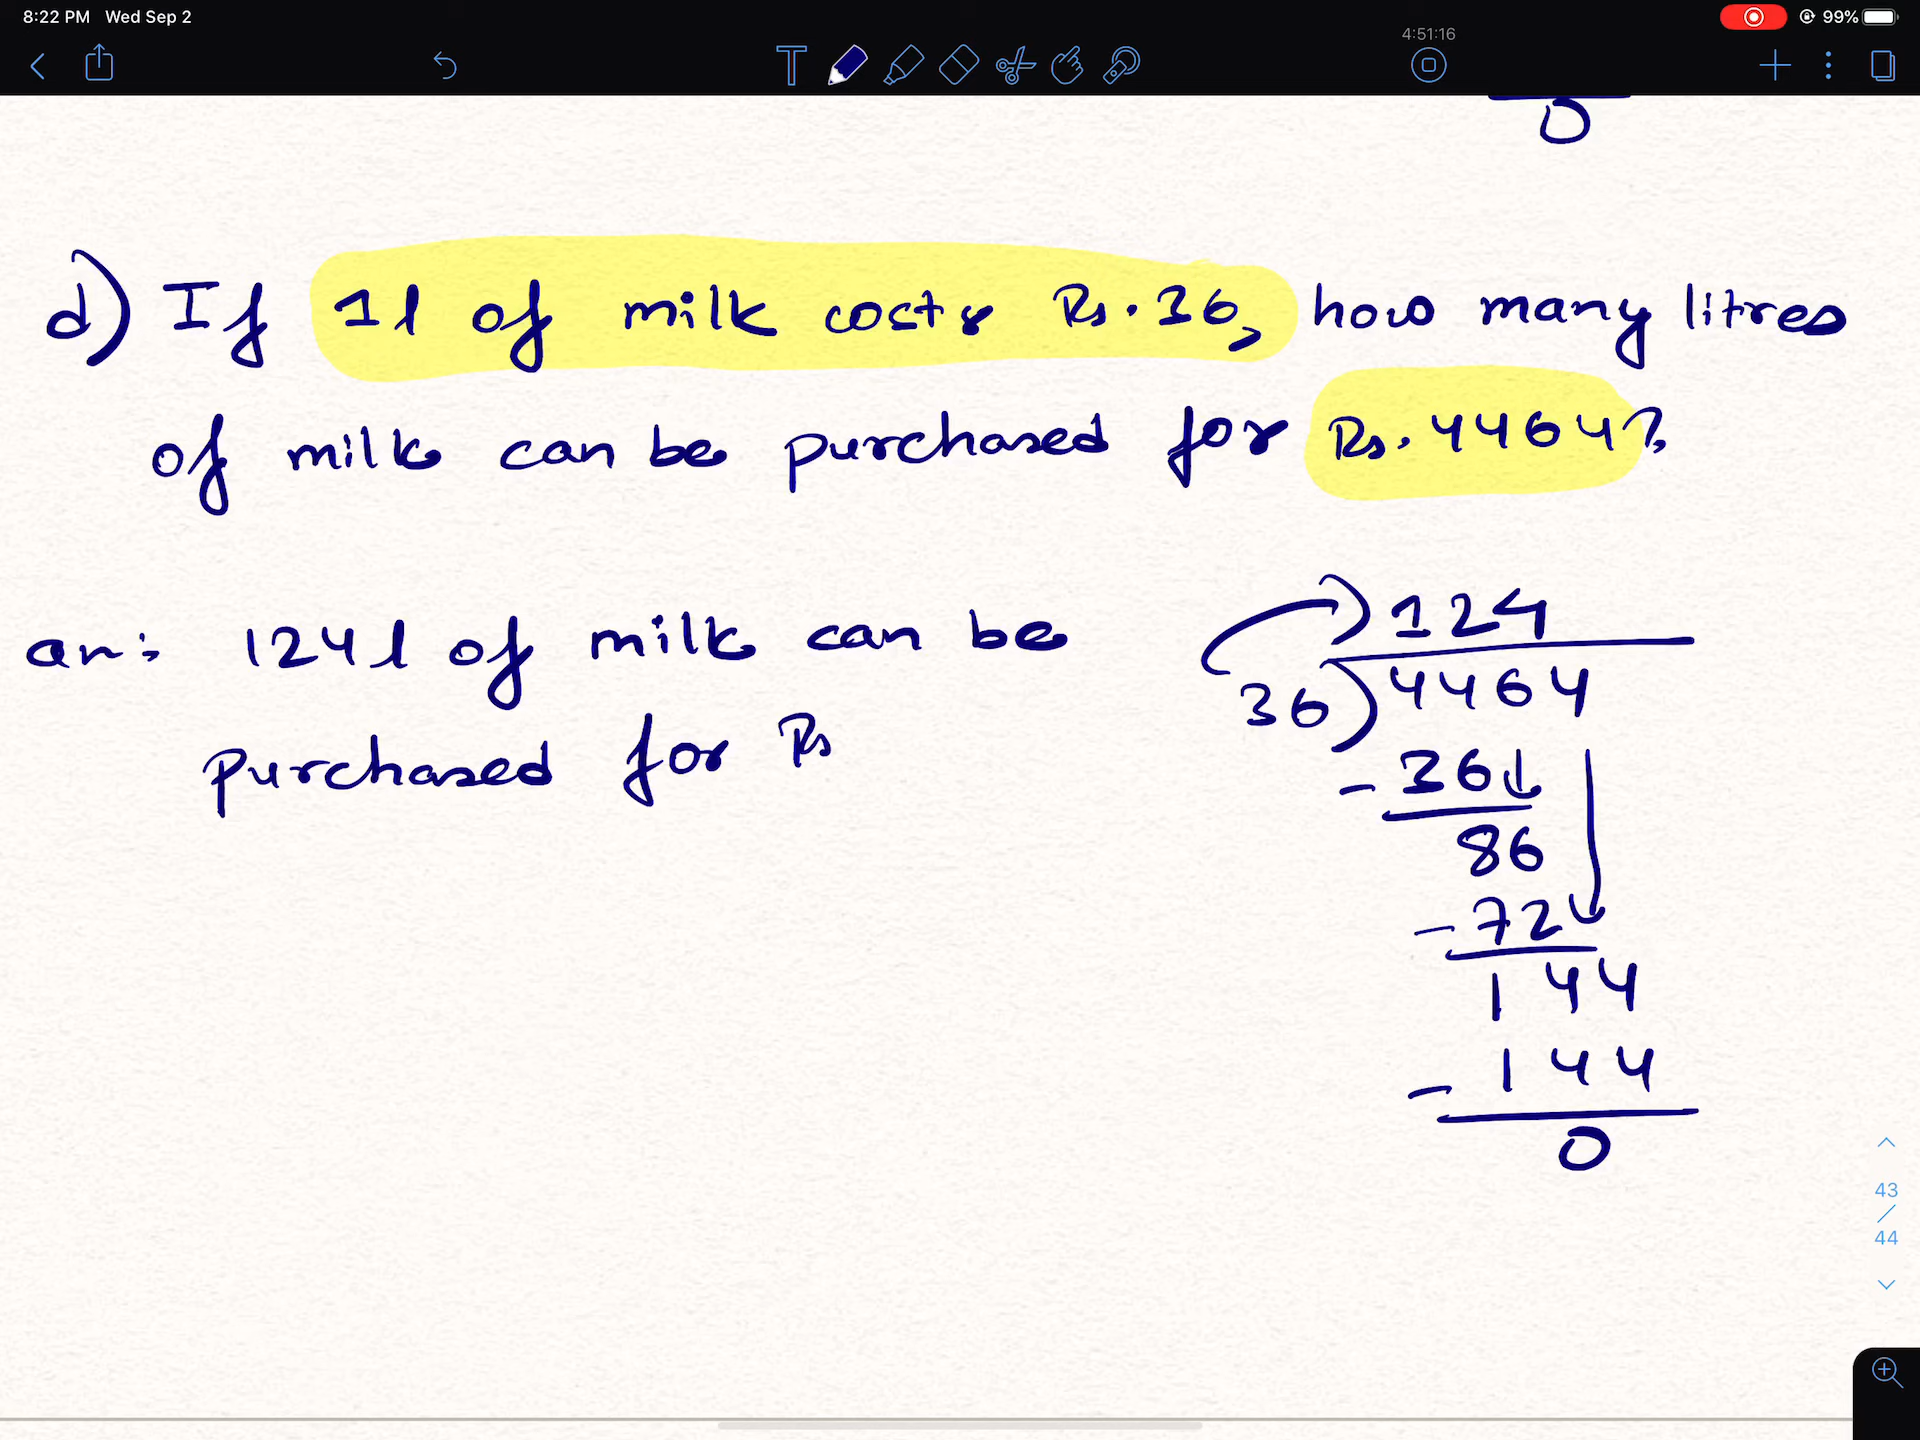 8:22 PM Wed Sep 2
99%
4:51:16
0
d) If 1l of milk costs Rs. 36, how many litres
of milk can be purchased for Rs. 4464?
ans: 124l of milk can be
purchased for Rs
124
36) 4464
- 36
86
- 72
144
- 144
0
43
/
44